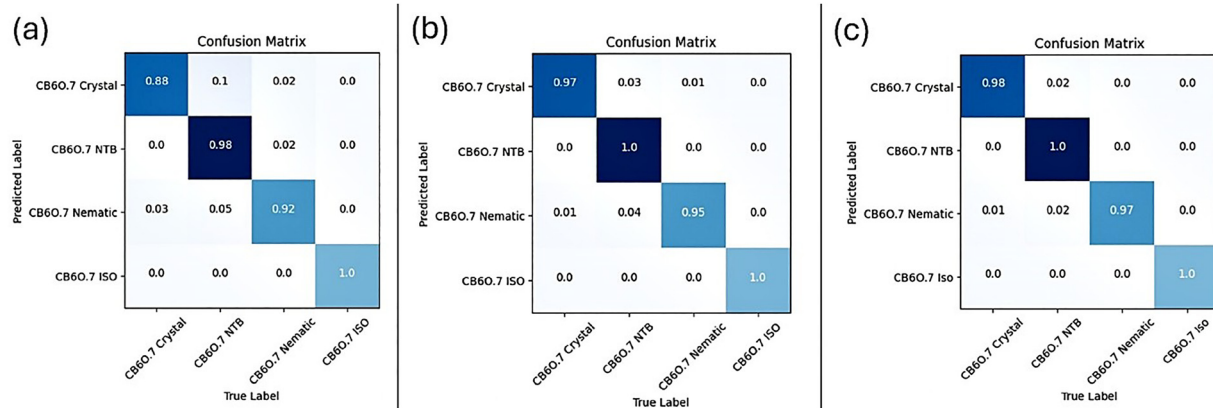 (a)
Confusion Matrix
Predicted Label
CB6O.7 Crystal 0.88 0.1 0.02 0.0
CB6O.7 NTB 0.0 0.98 0.02 0.0
CB6O.7 Nematic 0.03 0.05 0.92 0.0
CB6O.7 ISO 0.0 0.0 0.0 1.0
CB6O.7 Crystal CB6O.7 NTB CB6O.7 Nematic CB6O.7 ISO
True Label
(b)
Confusion Matrix
Predicted Label
CB6O.7 Crystal 0.97 0.03 0.01 0.0
CB6O.7 NTB 0.0 1.0 0.0 0.0
CB6O.7 Nematic 0.01 0.04 0.95 0.0
CB6O.7 ISO 0.0 0.0 0.0 1.0
CB6O.7 Crystal CB6O.7 NTB CB6O.7 Nematic CB6O.7 ISO
True Label
(c)
Confusion Matrix
Predicted Label
CB6O.7 Crystal 0.98 0.02 0.0 0.0
CB6O.7 NTB 0.0 1.0 0.0 0.0
CB6O.7 Nematic 0.01 0.02 0.97 0.0
CB6O.7 Iso 0.0 0.0 0.0 1.0
CB6O.7 Crystal CB6O.7 NTB CB6O.7 Nematic CB6O.7 Iso
True Label